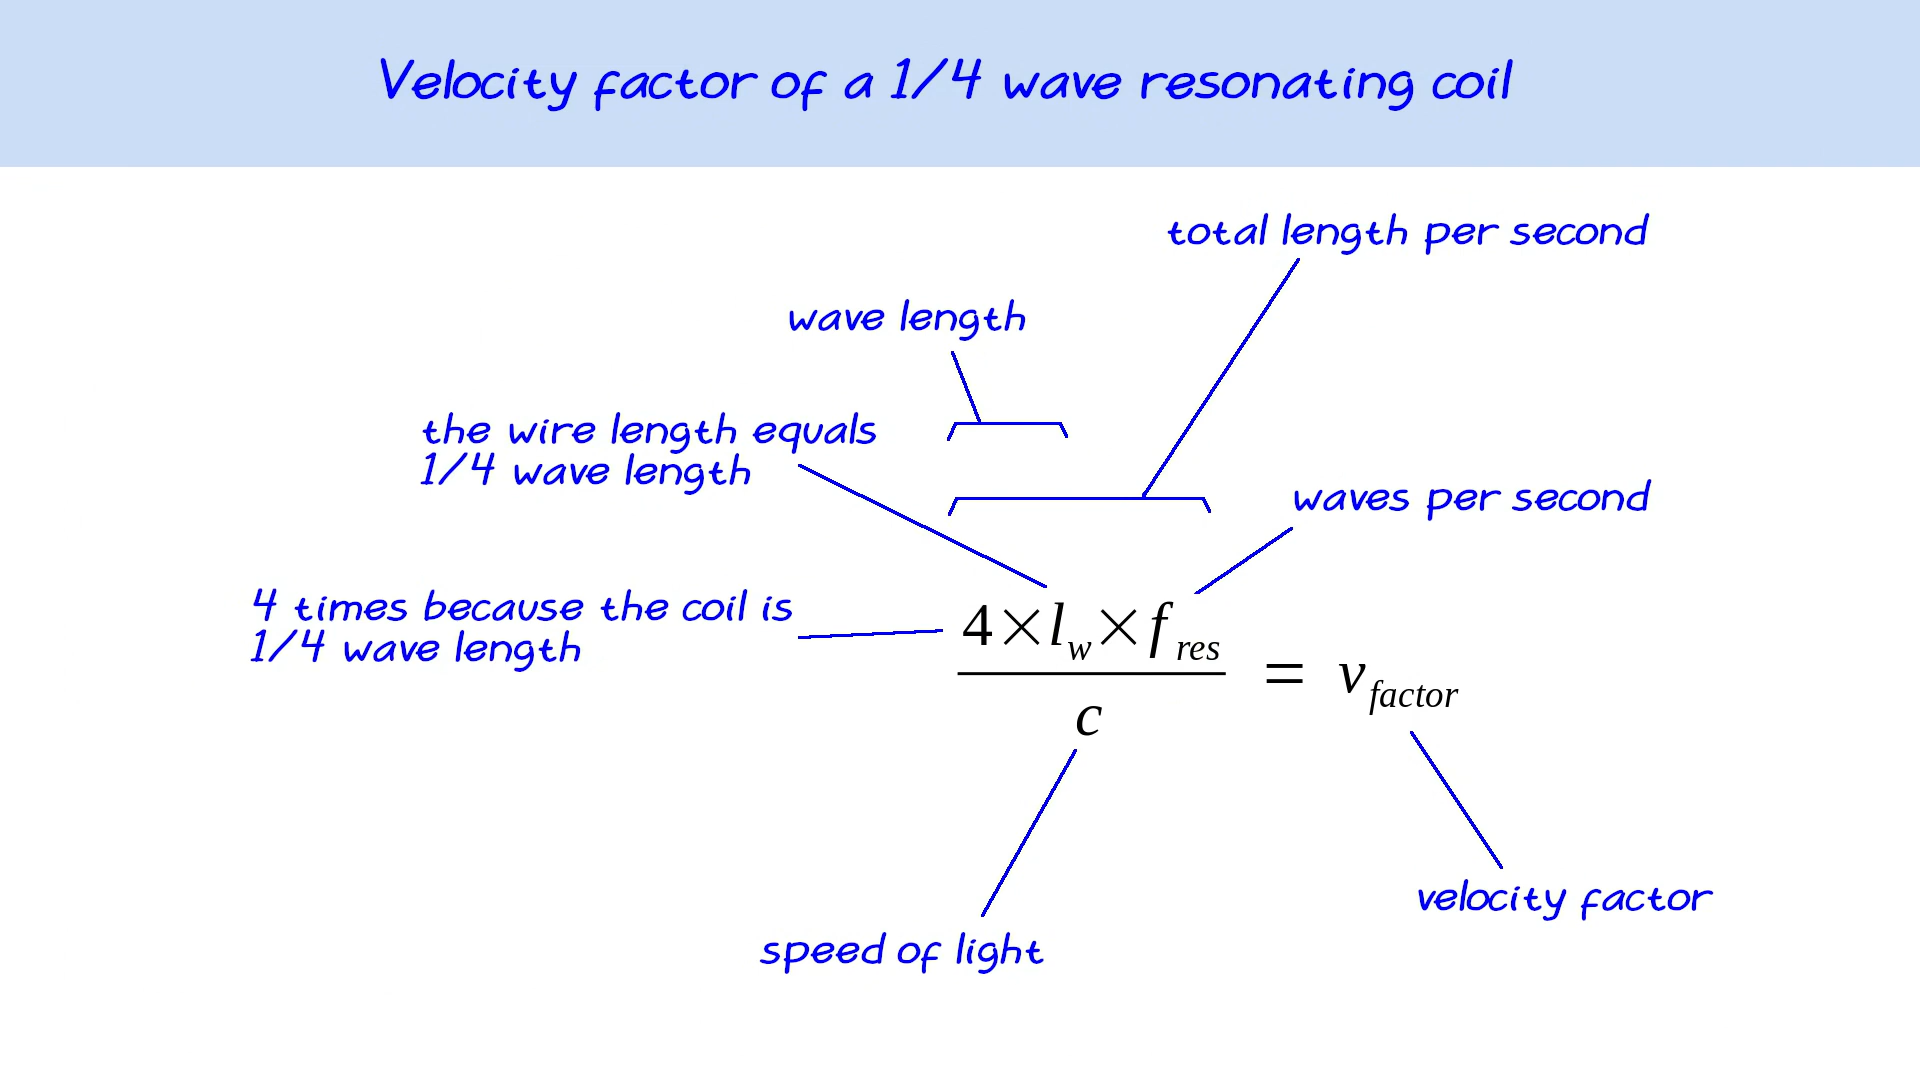 Velocity factor of a 1/4 wave resonating coil
total length per second
wave length
the wire length equals
1/4 wave length
waves per second
4 times because the coil is
1/4 wave length
4×l_w×f_res
c
= v_factor
velocity factor
speed of light